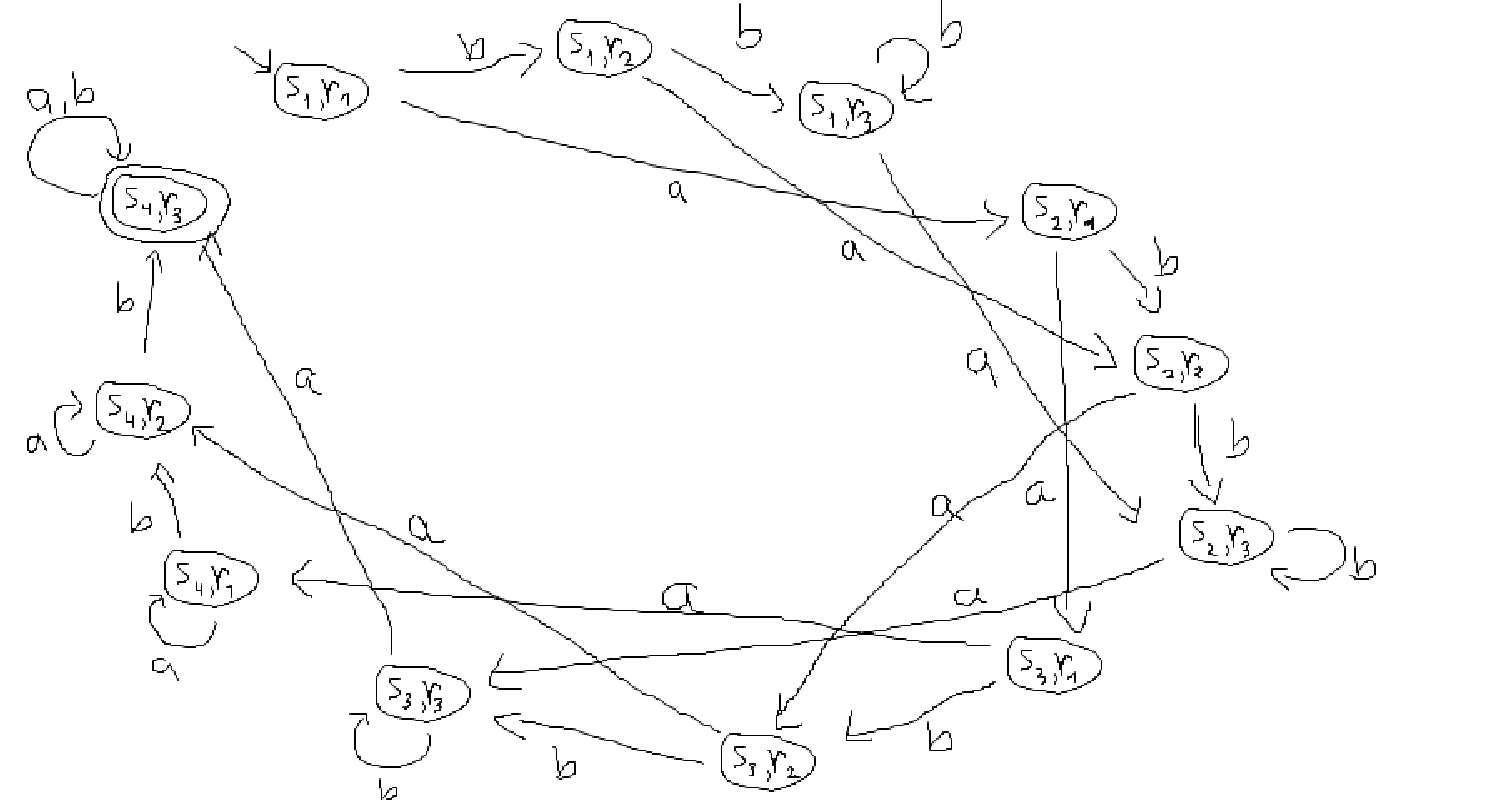 b
s₁,r₁
b
s₁,r₂
b
s₁,r₃
a,b
s₄,r₃
a
a
s₂,r₁
b
b
a
a
s₂,r₂
s₄,r₂
a
b
a
a
a
b
s₂,r₃
b
b
s₄,r₁
a
a
a
s₃,r₁
s₃,r₃
b
s₃,r₂
b
b